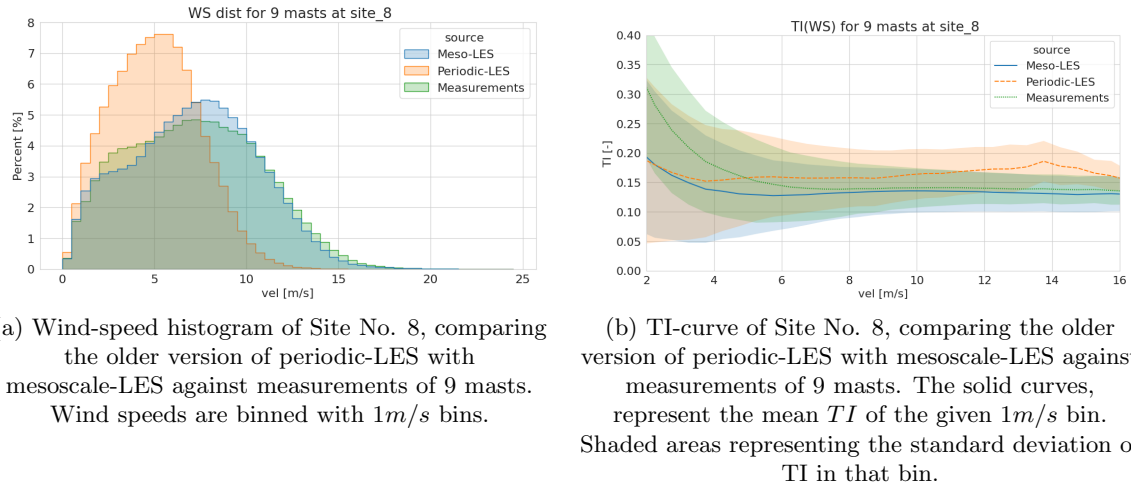 WS dist for 9 masts at site_8
8
7
6
5
4
3
2
1
0
Percent [%]
source
Meso-LES
Periodic-LES
Measurements
0 5 10 15 20 25
vel [m/s]
TI(WS) for 9 masts at site_8
0.40
0.35
0.30
0.25
0.20
0.15
0.10
0.05
0.00
TI [-]
source
Meso-LES
Periodic-LES
Measurements
2 4 6 8 10 12 14 16
vel [m/s]
a) Wind-speed histogram of Site No. 8, comparing
the older version of periodic-LES with
mesoscale-LES against measurements of 9 masts.
Wind speeds are binned with 1m/s bins.
(b) TI-curve of Site No. 8, comparing the older
version of periodic-LES with mesoscale-LES against
measurements of 9 masts. The solid curves,
represent the mean TI of the given 1m/s bin.
Shaded areas representing the standard deviation o
TI in that bin.